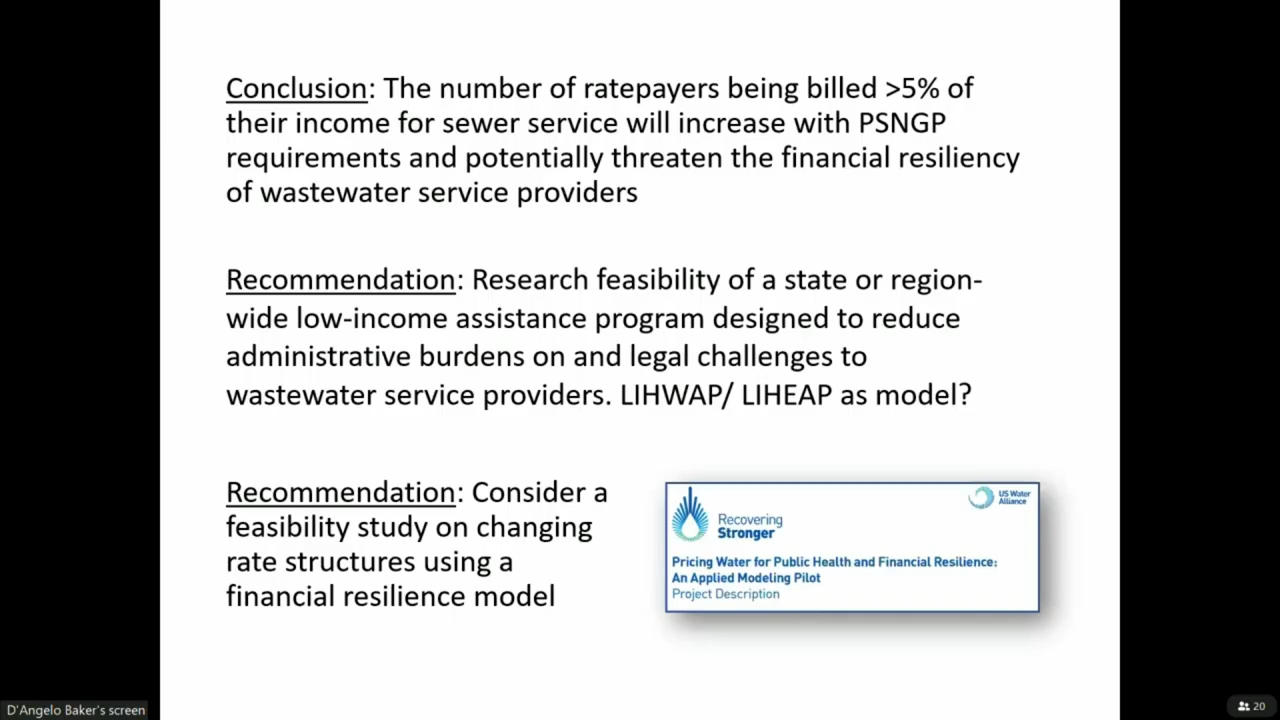 Conclusion: The number of ratepayers being billed >5% of
their income for sewer service will increase with PSNGP
requirements and potentially threaten the financial resiliency
of wastewater service providers
Recommendation: Research feasibility of a state or region-
wide low-income assistance program designed to reduce
administrative burdens on and legal challenges to
wastewater service providers. LIHWAP/ LIHEAP as model?
Recommendation: Consider a
feasibility study on changing
rate structures using a
financial resilience model
US Water
Alliance
Recovering
Stronger
Pricing Water for Public Health and Financial Resilience:
An Applied Modeling Pilot
Project Description
D'Angelo Baker's screen
20